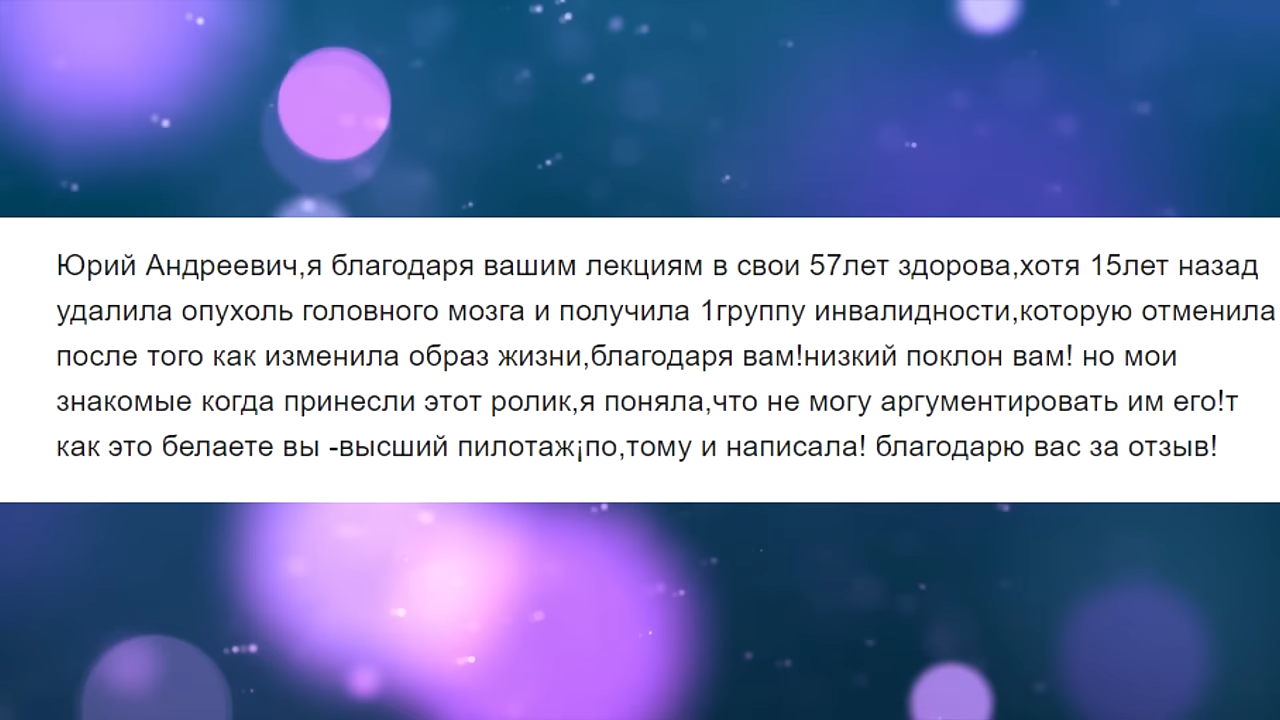 Юрий Андреевич,я благодаря вашим лекциям в свои 57лет здорова,хотя 15лет назад
удалила опухоль головного мозга и получила 1группу инвалидности,которую отменила
после того как изменила образ жизни,благодаря вам!низкий поклон вам! но мои
знакомые когда принесли этот ролик,я поняла,что не могу аргументировать им его!т
как это белаете вы -высший пилотаж¡по,тому и написала! благодарю вас за отзыв!